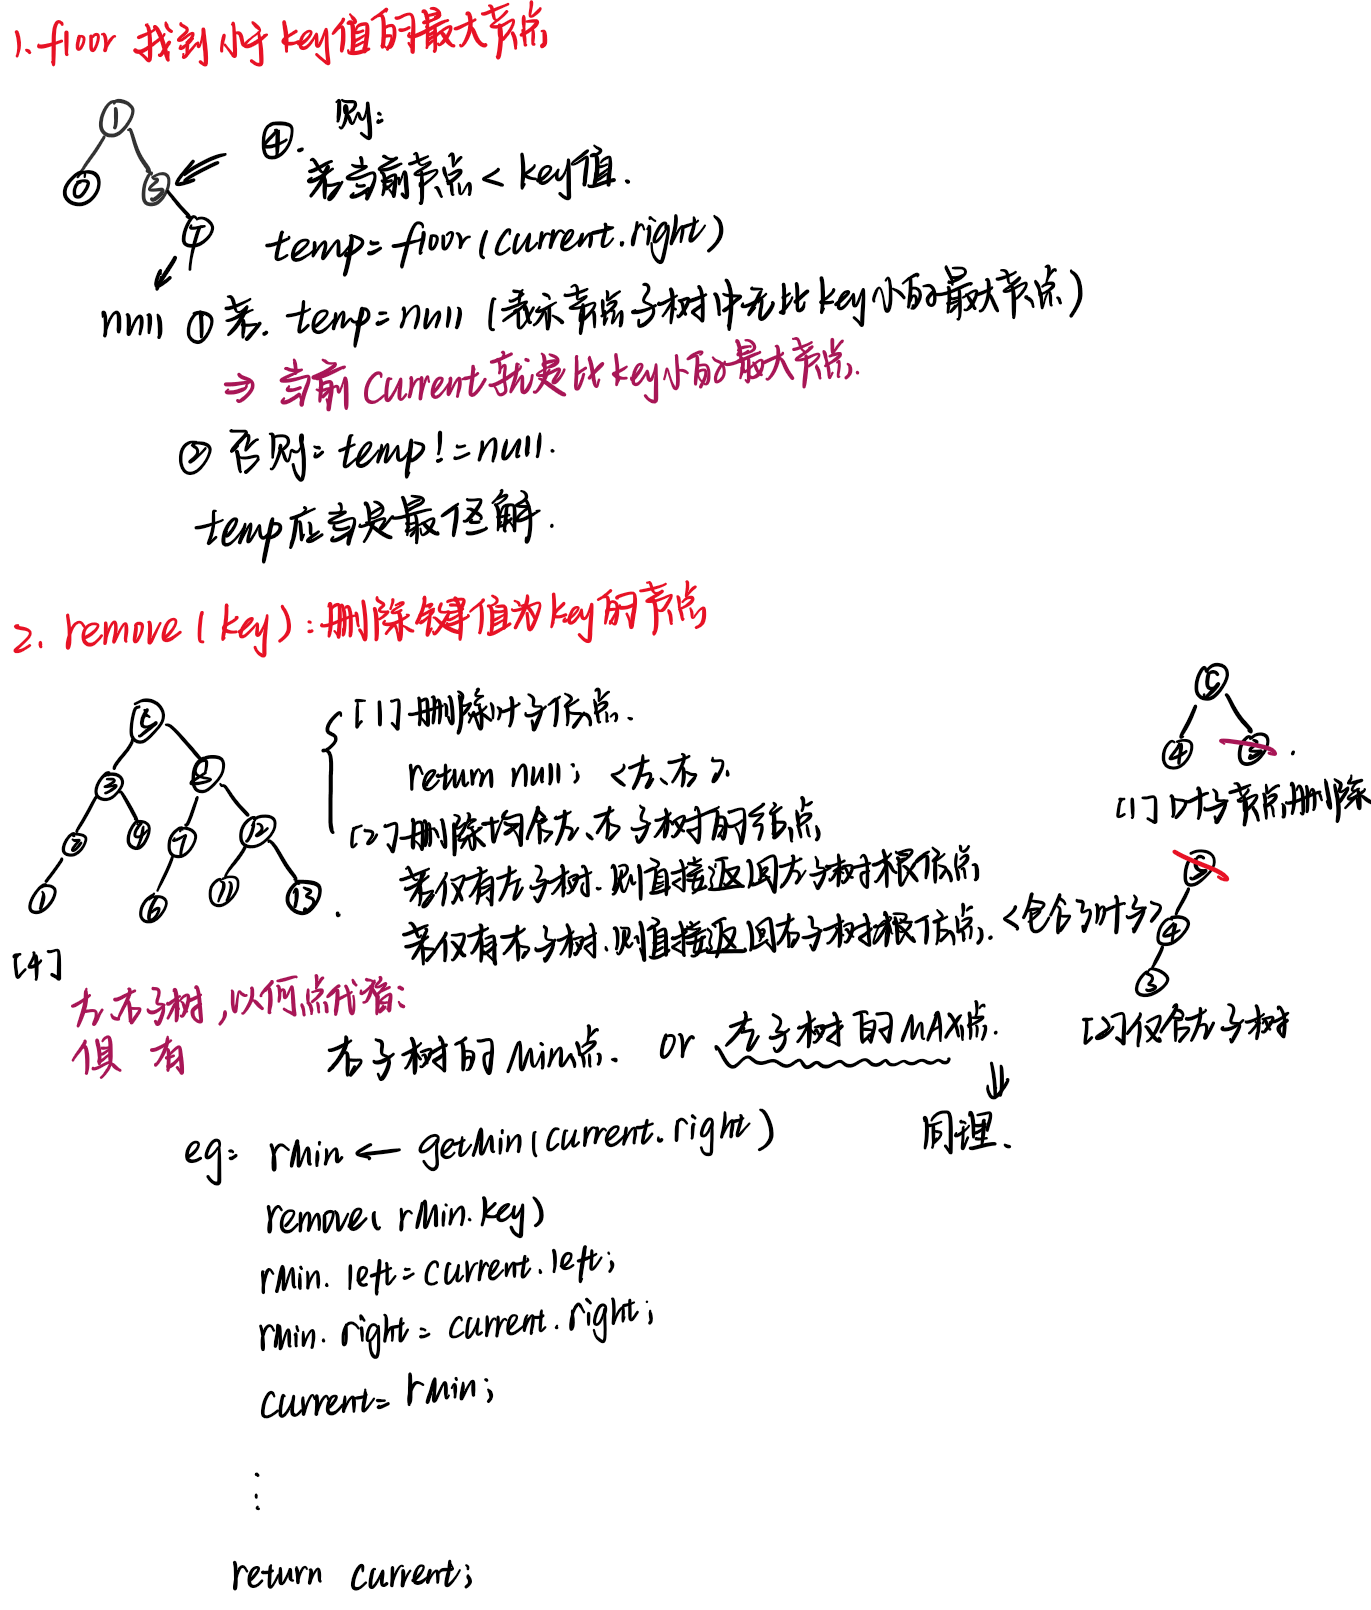 1. floor 找到小于key值的最大节点
1
④. 则:
0
3
若当前节点 < key值.
7
temp = floor(current.right)
null ① 若. temp = null (表示节点子树中无比key小的最大节点)
⇒ 当前current就是比key小的最大节点.
② 否则: temp != null.
temp应当是最优解.
2. remove(key): 删除键值为key的节点
5
3 8
2 4 7 12
1 6 11 13.
[1] 删除叶子结点.
return null; <左、右>.
[2] 删除均含左、右子树的结点
若仅有左子树.则直接返回左子树根结点
若仅有右子树.则直接返回右子树根结点. <包含了叶子>
4
[1] 叶子节点删除
5
4
3
[2] 仅含左子树
[4]
左、右子树,以何点代替:
俱 有
右子树的min点. or 左子树的MAX点.
同理.
eg: rMin ← getMin(current.right)
remove(rMin.key)
rMin.left = current.left;
rmin.right = current.right;
current = rMin;
return current;